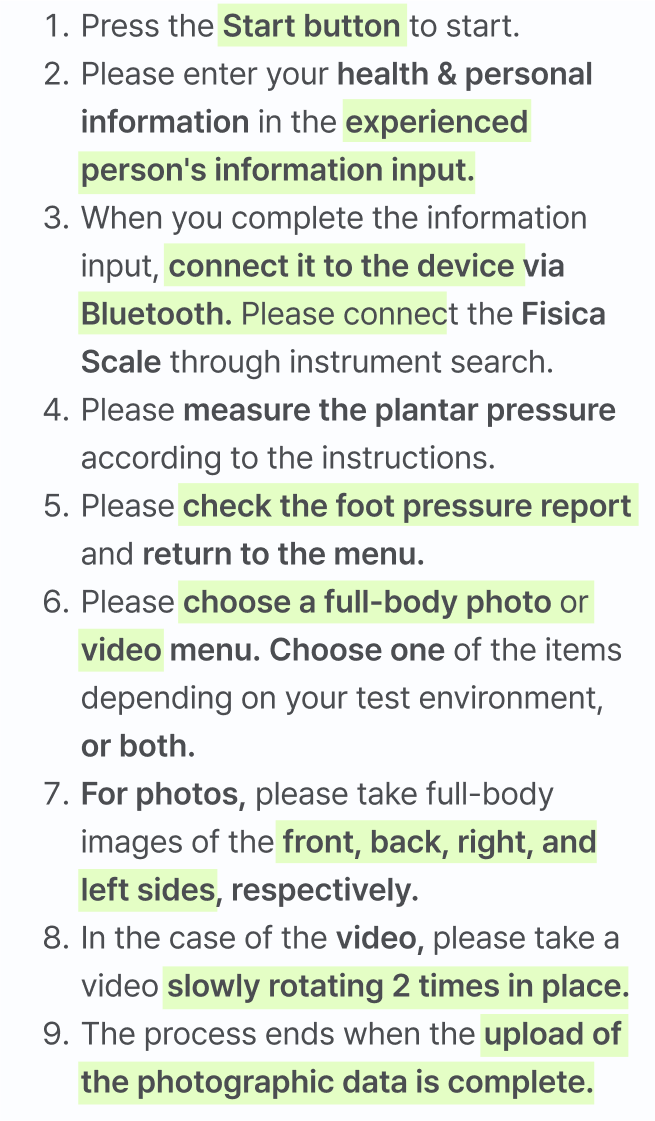 1. Press the Start button to start.
2. Please enter your health & personal
information in the experienced
person's information input.
3. When you complete the information
input, connect it to the device via
Bluetooth. Please connect the Fisica
Scale through instrument search.
4. Please measure the plantar pressure
according to the instructions.
5. Please check the foot pressure report
and return to the menu.
6. Please choose a full-body photo or
video menu. Choose one of the items
depending on your test environment,
or both.
7. For photos, please take full-body
images of the front, back, right, and
left sides, respectively.
8. In the case of the video, please take a
video slowly rotating 2 times in place.
9. The process ends when the upload of
the photographic data is complete.